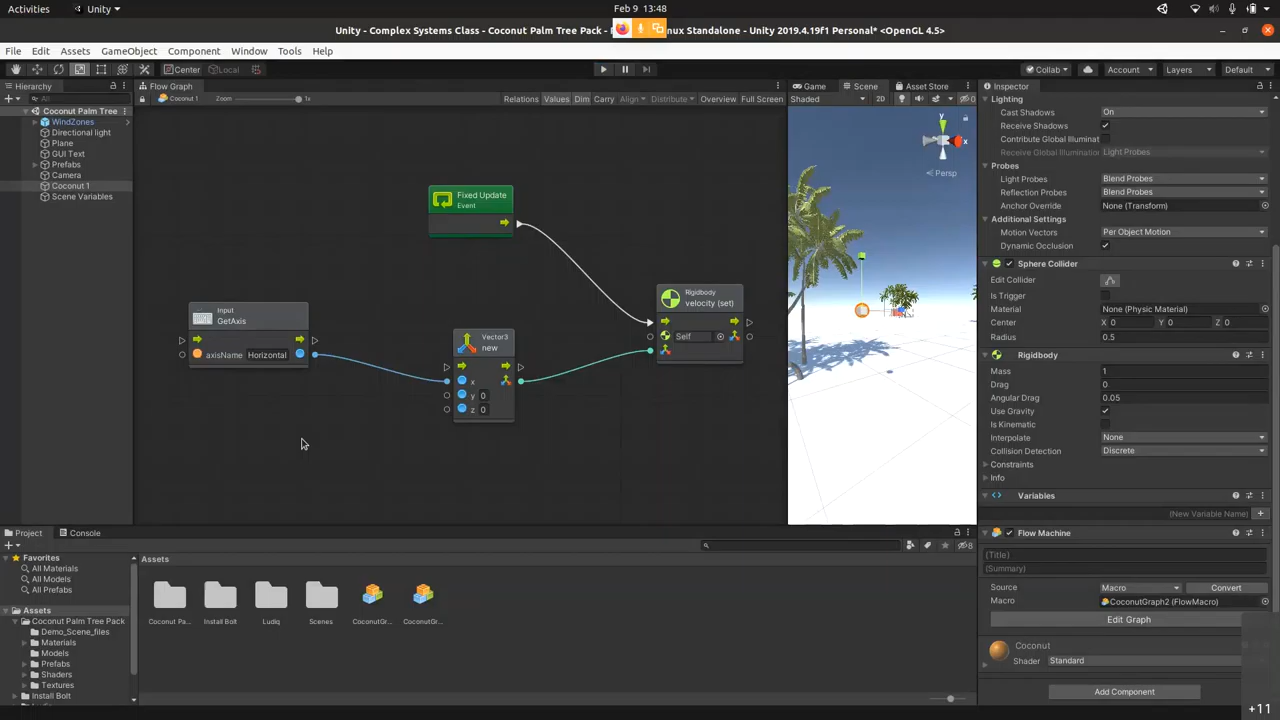 Activities
Unity
Feb 9 13:48
Unity - Complex Systems Class - Coconut Palm Tree Pack - P
nux Standalone - Unity 2019.4.19f1 Personal* <OpenGL 4.5>
File Edit Assets GameObject Component Window Bolt Tools Help
Center Local Collab Account Layers Default
Hierarchy
All
Coconut Palm Tree
WindZones
Directional light
Plane
GUI Text
Prefabs
Camera
Coconut 1
Scene Variables
Flow Graph
Coconut 1 Zoom 1x Relations Values Dim Carry Align Distribute Overview Full Screen
Fixed Update
Event
Input
GetAxis
axisName Horizontal
Vector3
new
x
y 0
z 0
Rigidbody
velocity (set)
Self
Game Scene Asset Store
Shaded 2D 0
y
x
Persp
Inspector
Lighting
Cast Shadows On
Receive Shadows
Contribute Global Illuminat
Receive Global Illumination Light Probes
Probes
Light Probes Blend Probes
Reflection Probes Blend Probes
Anchor Override None (Transform)
Additional Settings
Motion Vectors Per Object Motion
Dynamic Occlusion
Sphere Collider
Edit Collider
Is Trigger
Material None (Physic Material)
Center X 0 Y 0 Z 0
Radius 0.5
Rigidbody
Mass 1
Drag 0
Angular Drag 0.05
Use Gravity
Is Kinematic
Interpolate None
Collision Detection Discrete
Constraints
Info
Variables
(New Variable Name)
Flow Machine
(Title)
(Summary)
Source Macro Convert
Macro CoconutGraph2 (FlowMacro)
Edit Graph
Coconut
Shader Standard
Add Component
+11
Project Console
8
Favorites
All Materials
All Models
All Prefabs
Assets
Coconut Palm Tree Pack
Demo_Scene_files
Materials
Models
Prefabs
Shaders
Textures
Install Bolt
Assets
Coconut Pa...
Install Bolt
Ludiq
Scenes
CoconutGr...
CoconutGr...